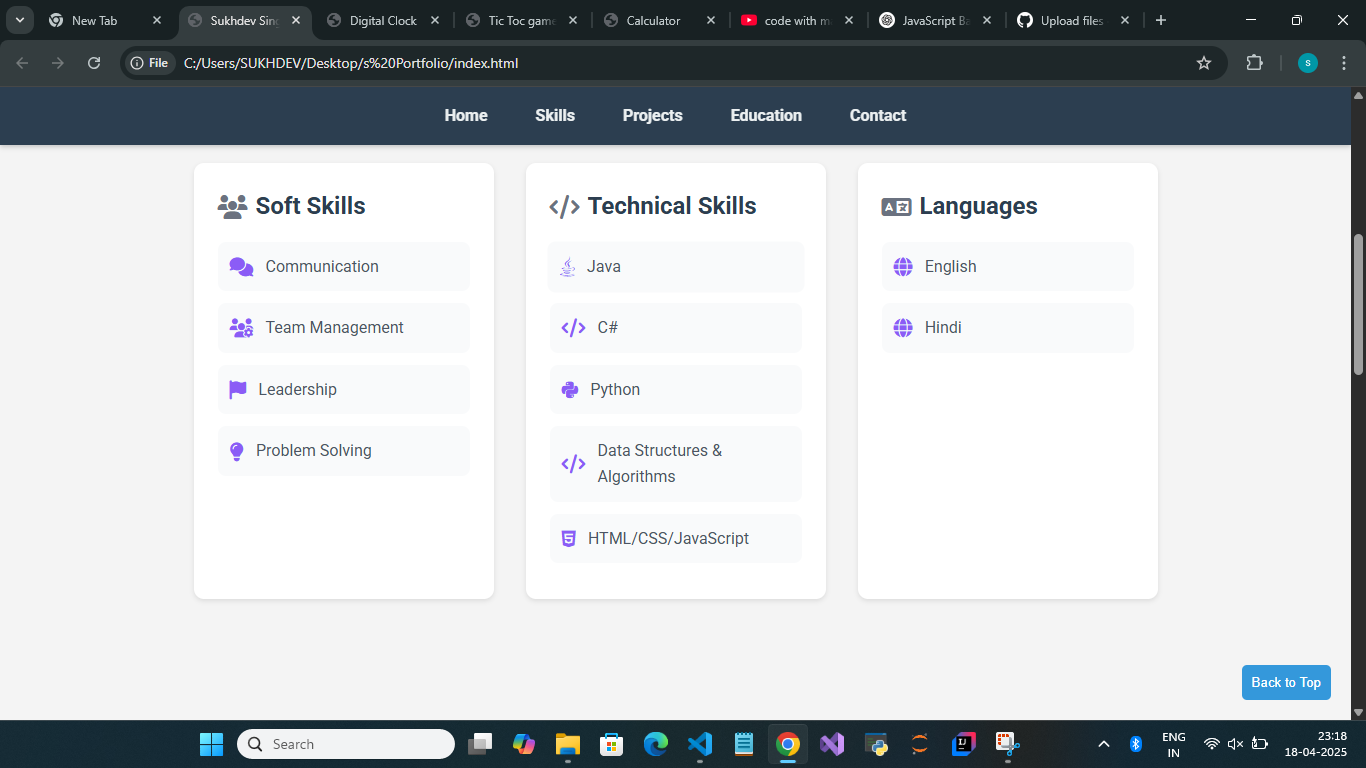 New Tab
Sukhdev Sin
Digital Clock
Tic Toc game
Calculator
code with m
JavaScript Ba
Upload files
File
C:/Users/SUKHDEV/Desktop/s%20Portfolio/index.html
s
Home
Skills
Projects
Education
Contact
Soft Skills
Communication
Team Management
Leadership
Problem Solving
Technical Skills
Java
C#
Python
Data Structures &
Algorithms
HTML/CSS/JavaScript
Languages
English
Hindi
Back to Top
Search
ENG
IN
23:18
18-04-2025